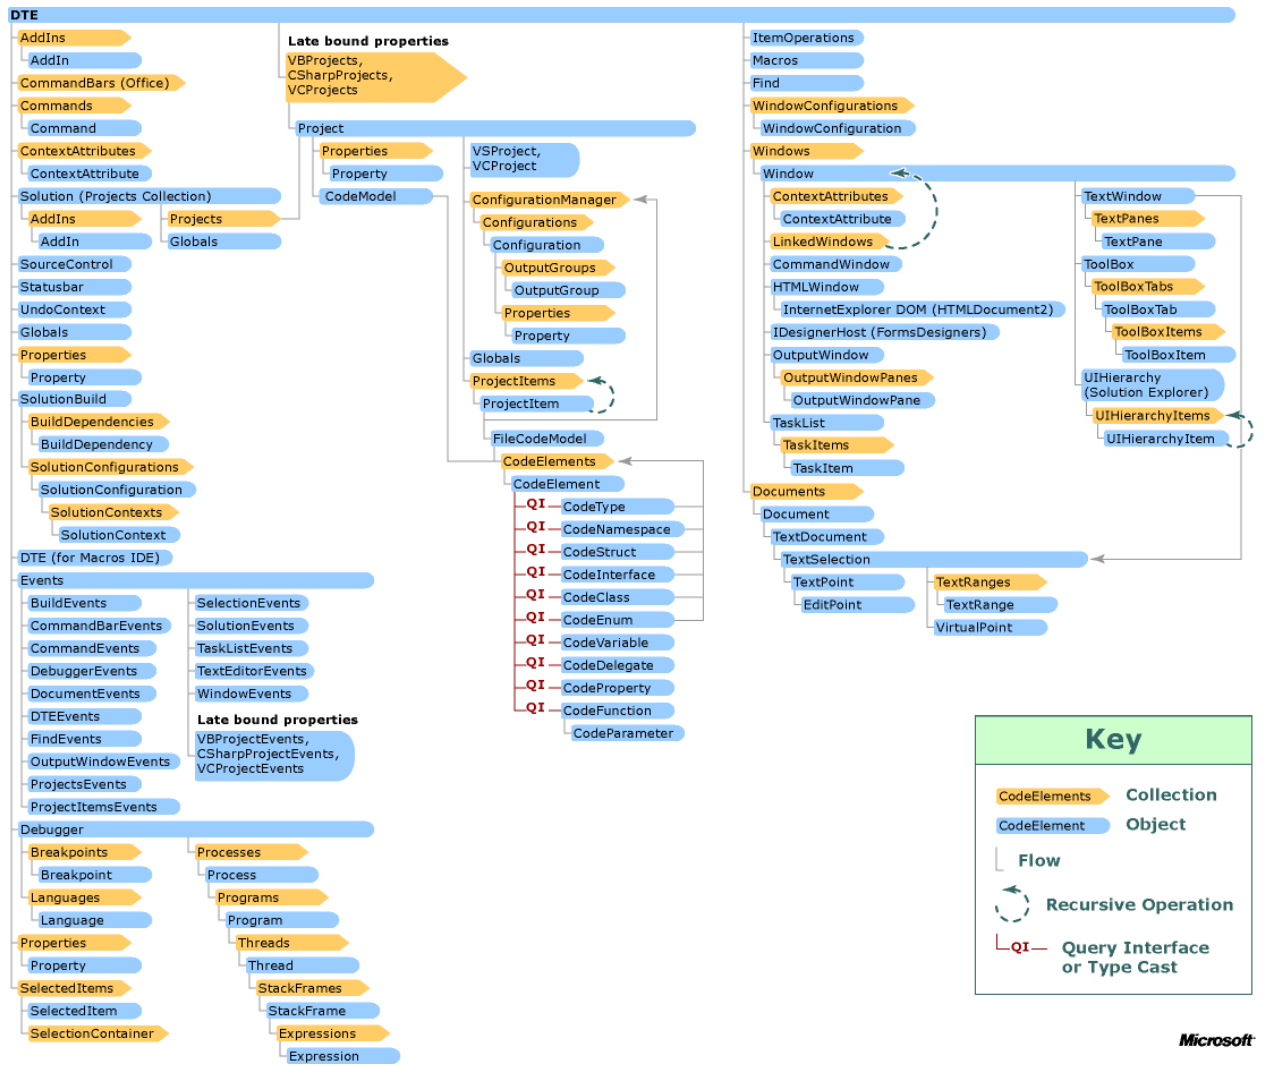 DTE
AddIns
AddIn
CommandBars (Office)
Commands
Command
ContextAttributes
ContextAttribute
Solution (Projects Collection)
AddIns
AddIn
Projects
Globals
SourceControl
Statusbar
UndoContext
Globals
Properties
Property
SolutionBuild
BuildDependencies
BuildDependency
SolutionConfigurations
SolutionConfiguration
SolutionContexts
SolutionContext
DTE (for Macros IDE)
Events
BuildEvents
CommandBarEvents
CommandEvents
DebuggerEvents
DocumentEvents
DTEEvents
FindEvents
OutputWindowEvents
ProjectsEvents
ProjectItemsEvents
SelectionEvents
SolutionEvents
TaskListEvents
TextEditorEvents
WindowEvents
Late bound properties
VBProjectEvents,
CSharpProjectEvents,
VCProjectEvents
Debugger
Breakpoints
Breakpoint
Languages
Language
Processes
Process
Programs
Program
Threads
Thread
StackFrames
StackFrame
Expressions
Expression
Properties
Property
SelectedItems
SelectedItem
SelectionContainer
Late bound properties
VBProjects,
CSharpProjects,
VCProjects
Project
Properties
Property
CodeModel
VSProject,
VCProject
ConfigurationManager
Configurations
Configuration
OutputGroups
OutputGroup
Properties
Property
Globals
ProjectItems
ProjectItem
FileCodeModel
CodeElements
CodeElement
QI CodeType
QI CodeNamespace
QI CodeStruct
QI CodeInterface
QI CodeClass
QI CodeEnum
QI CodeVariable
QI CodeDelegate
QI CodeProperty
QI CodeFunction
CodeParameter
ItemOperations
Macros
Find
WindowConfigurations
WindowConfiguration
Windows
Window
ContextAttributes
ContextAttribute
LinkedWindows
CommandWindow
HTMLWindow
InternetExplorer DOM (HTMLDocument2)
IDesignerHost (FormsDesigners)
OutputWindow
OutputWindowPanes
OutputWindowPane
TaskList
TaskItems
TaskItem
TextWindow
TextPanes
TextPane
ToolBox
ToolBoxTabs
ToolBoxTab
ToolBoxItems
ToolBoxItem
UIHierarchy
(Solution Explorer)
UIHierarchyItems
UIHierarchyItem
Documents
Document
TextDocument
TextSelection
TextPoint
EditPoint
TextRanges
TextRange
VirtualPoint
Key
CodeElements Collection
CodeElement Object
Flow
Recursive Operation
QI Query Interface
or Type Cast
Microsoft